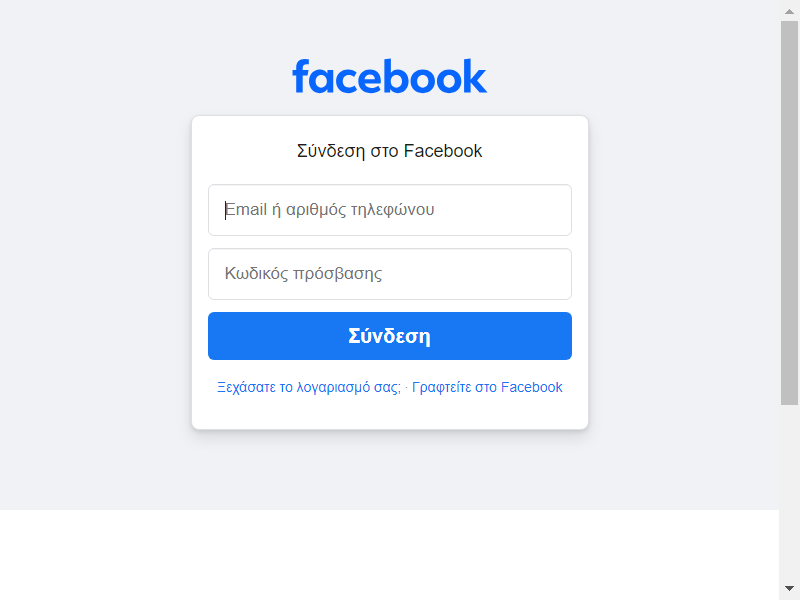 facebook
Σύνδεση στο Facebook
Email ή αριθμός τηλεφώνου
Κωδικός πρόσβασης
Σύνδεση
Ξεχάσατε το λογαριασμό σας; · Γραφτείτε στο Facebook